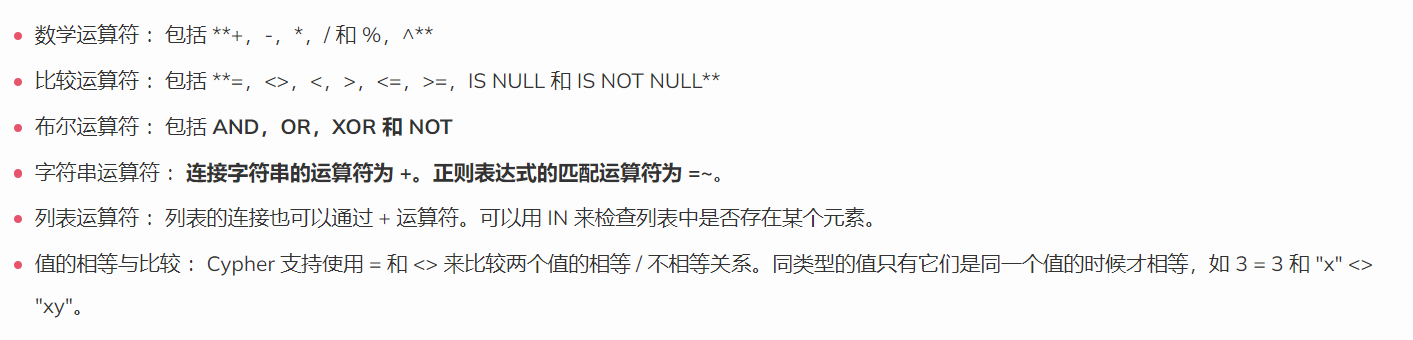 数学运算符： 包括 **+，-，*，/ 和 %，^**
比较运算符： 包括 **=，<>，<，>，<=，>=，IS NULL 和 IS NOT NULL**
布尔运算符： 包括 AND，OR，XOR 和 NOT
字符串运算符： 连接字符串的运算符为 +。正则表达式的匹配运算符为 =~。
列表运算符： 列表的连接也可以通过 + 运算符。可以用 IN 来检查列表中是否存在某个元素。
值的相等与比较： Cypher 支持使用 = 和 <> 来比较两个值的相等 / 不相等关系。同类型的值只有它们是同一个值的时候才相等，如 3 = 3 和 "x" <>
"xy"。